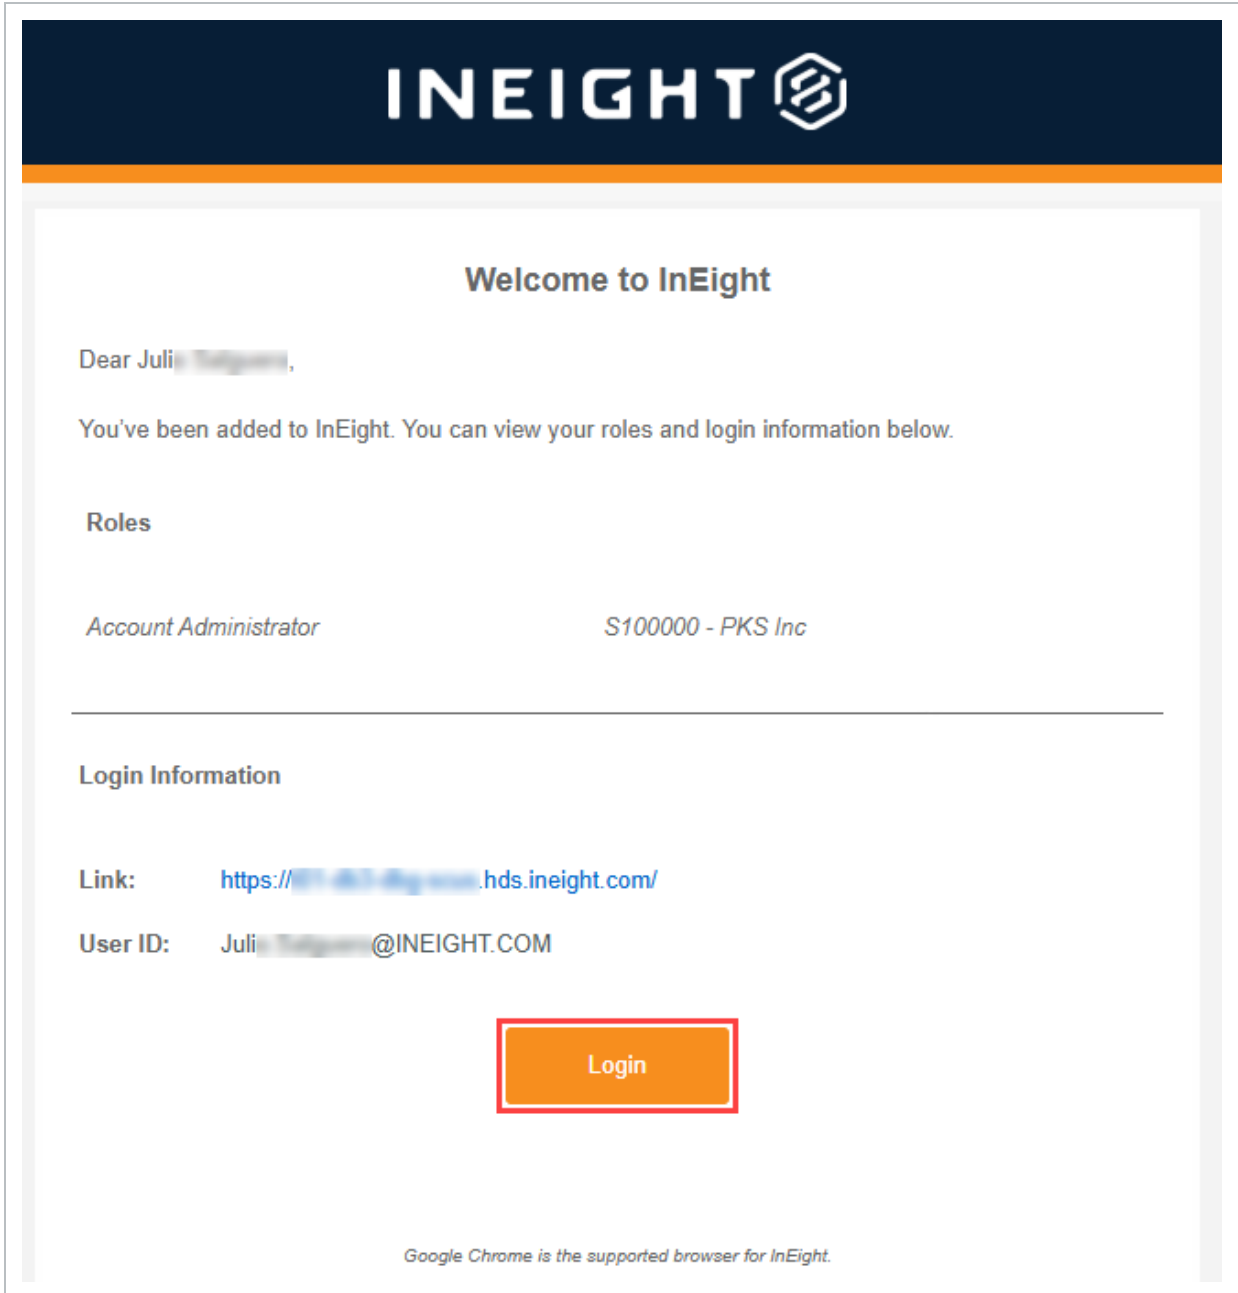 INEIGHT
Welcome to InEight
Dear Juli ,
You've been added to InEight. You can view your roles and login information below.
Roles
Account Administrator S100000 - PKS Inc
Login Information
Link: https:// .hds.ineight.com/
User ID: Juli @INEIGHT.COM
Login
Google Chrome is the supported browser for InEight.